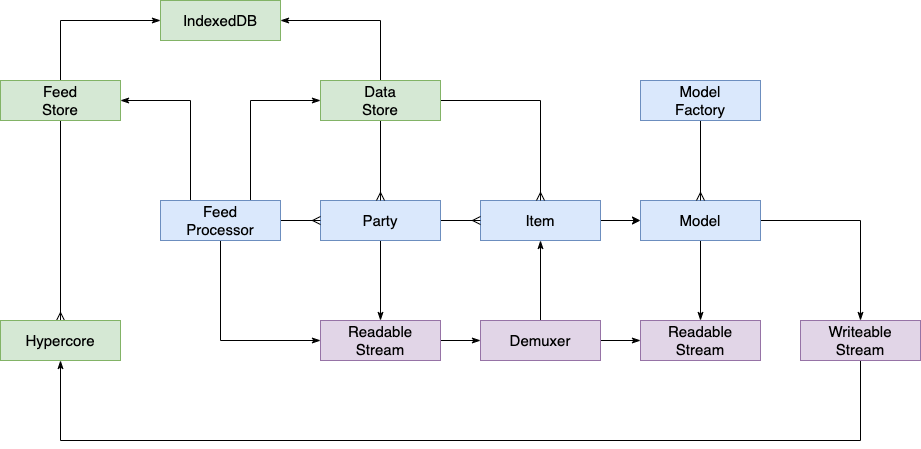 IndexedDB
Feed
Store
Data
Store
Model
Factory
Feed
Processor
Party
Item
Model
Hypercore
Readable
Stream
Demuxer
Readable
Stream
Writeable
Stream